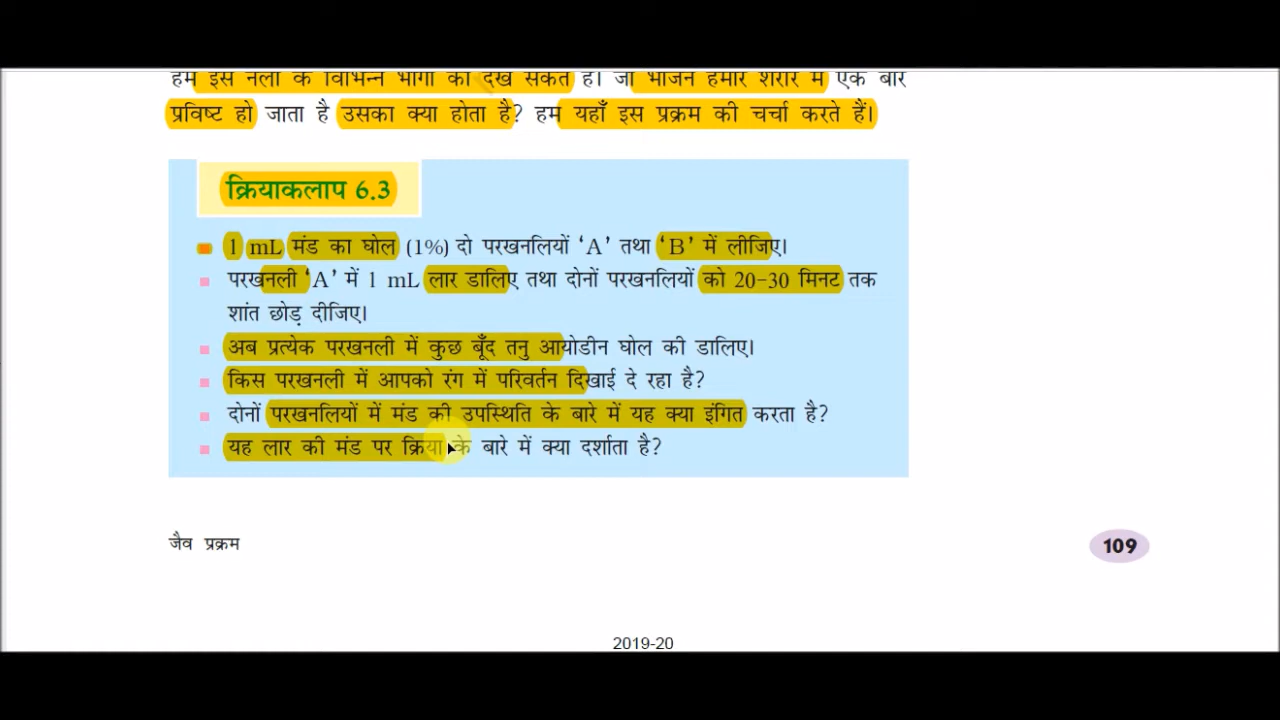 हम इस नली के विभिन्न भागों को देख सकते हैं। जो भोजन हमारे शरीर में एक बार
प्रविष्ट हो जाता है उसका क्या होता है? हम यहाँ इस प्रक्रम की चर्चा करते हैं।
क्रियाकलाप 6.3
1 mL मंड का घोल (1%) दो परखनलियों ‘A’ तथा ‘B’ में लीजिए।
परखनली ‘A’ में 1 mL लार डालिए तथा दोनों परखनलियों को 20-30 मिनट तक
शांत छोड़ दीजिए।
अब प्रत्येक परखनली में कुछ बूँद तनु आयोडीन घोल की डालिए।
किस परखनली में आपको रंग में परिवर्तन दिखाई दे रहा है?
दोनों परखनलियों में मंड की उपस्थिति के बारे में यह क्या इंगित करता है?
यह लार की मंड पर क्रिया के बारे में क्या दर्शाता है?
जैव प्रक्रम
109
2019-20